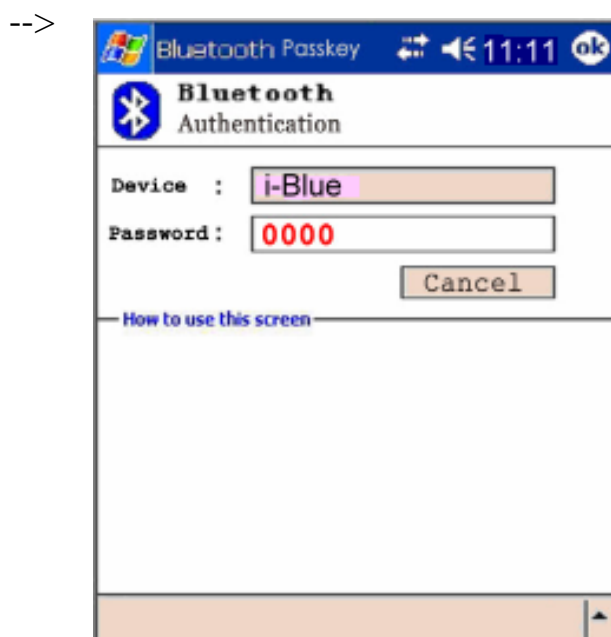 -->
Bluetooth Passkey 11:11 ok
Bluetooth
Authentication
Device : i-Blue
Password: 0000
Cancel
How to use this screen